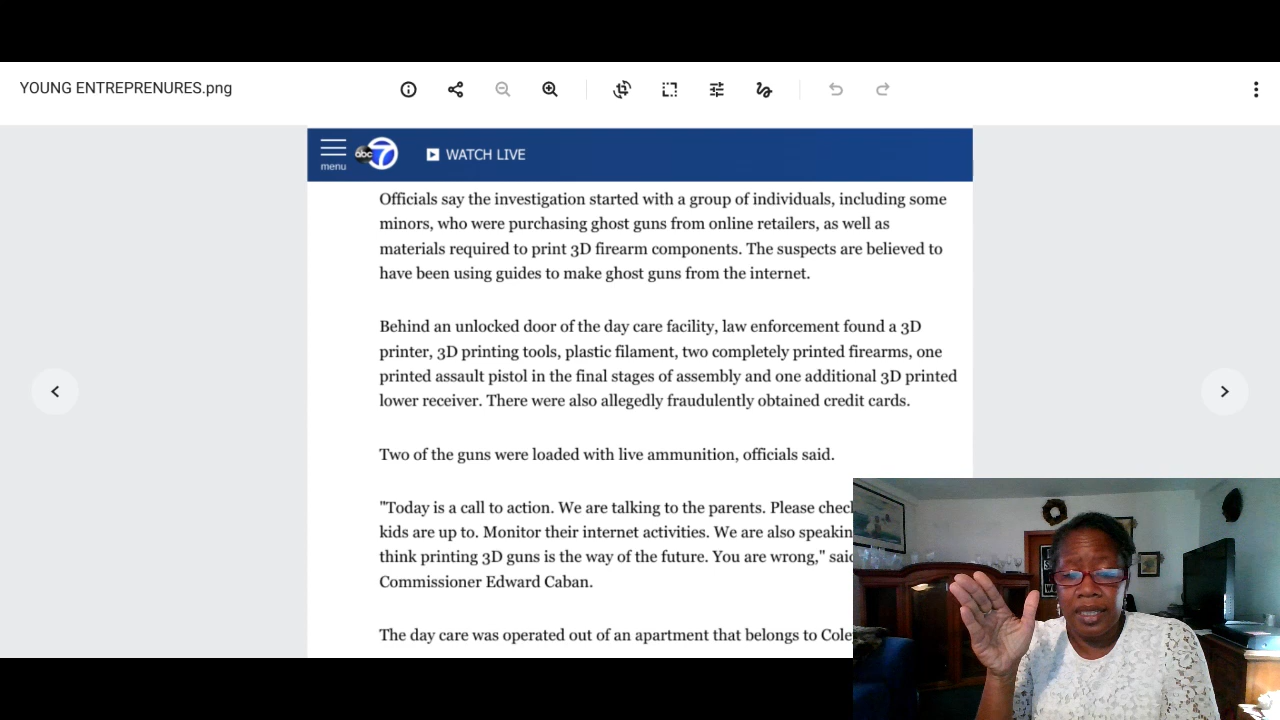 YOUNG ENTREPRENURES.png
menu
abc 7
WATCH LIVE
Officials say the investigation started with a group of individuals, including some
minors, who were purchasing ghost guns from online retailers, as well as
materials required to print 3D firearm components. The suspects are believed to
have been using guides to make ghost guns from the internet.
Behind an unlocked door of the day care facility, law enforcement found a 3D
printer, 3D printing tools, plastic filament, two completely printed firearms, one
printed assault pistol in the final stages of assembly and one additional 3D printed
lower receiver. There were also allegedly fraudulently obtained credit cards.
Two of the guns were loaded with live ammunition, officials said.
"Today is a call to action. We are talking to the parents. Please chec
kids are up to. Monitor their internet activities. We are also speakin
think printing 3D guns is the way of the future. You are wrong," said
Commissioner Edward Caban.
The day care was operated out of an apartment that belongs to Cole